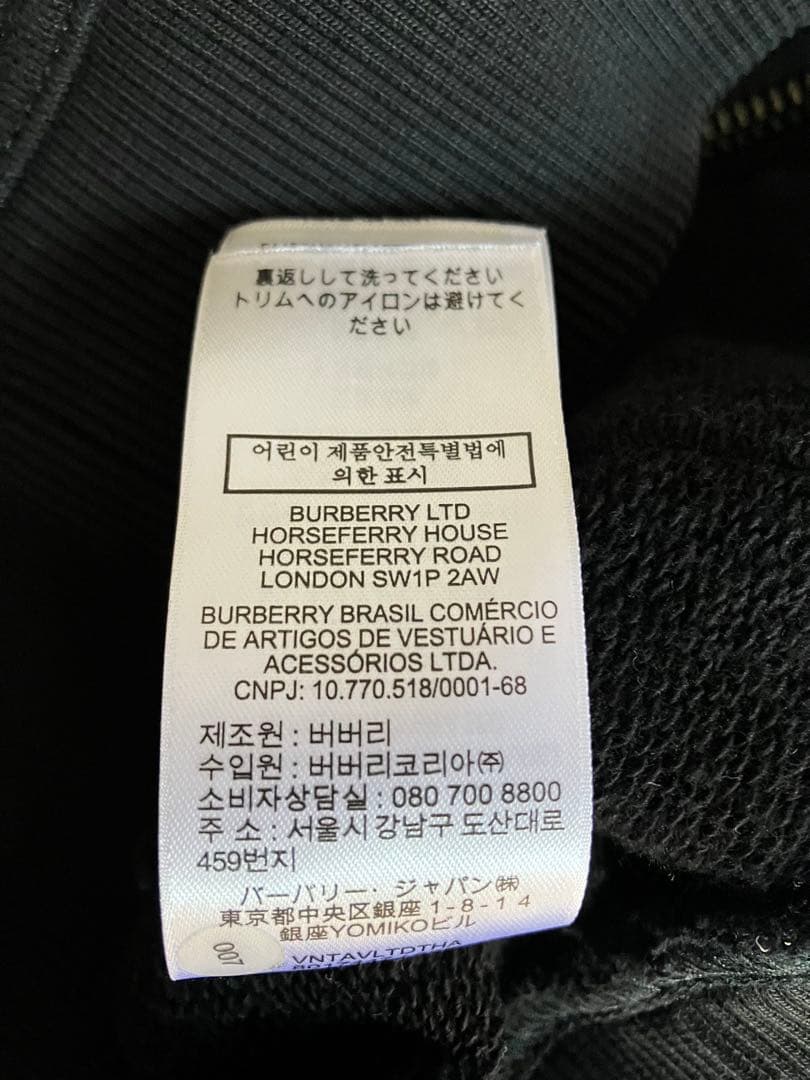 裏返しして洗ってください
トリムへのアイロンは避けてく
ださい
어린이 제품안전특별법에
의한 표시
BURBERRY LTD
HORSEFERRY HOUSE
HORSEFERRY ROAD
LONDON SW1P 2AW
BURBERRY BRASIL COMÉRCIO
DE ARTIGOS DE VESTUÁRIO E
ACESSÓRIOS LTDA.
CNPJ: 10.770.518/0001-68
제조원 : 버버리
수입원 : 버버리코리아㈜
소비자상담실 : 080 700 8800
주 소 : 서울시 강남구 도산대로
459번지
バーバリー・ジャパン㈱
東京都中央区銀座 1-8-14
銀座YOMIKOビル
007
VNTAVLTDTHA